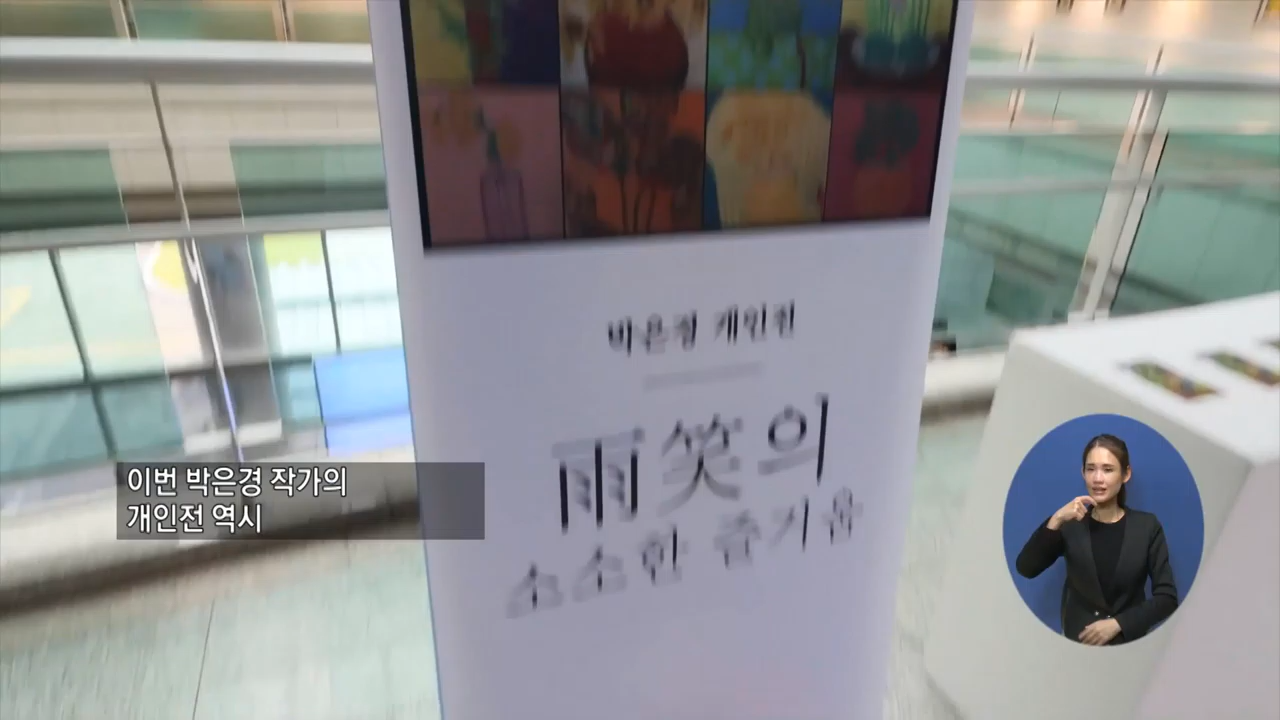 박은경 개인전
雨笑의
소소한 즐거움
이번 박은경 작가의
개인전 역시